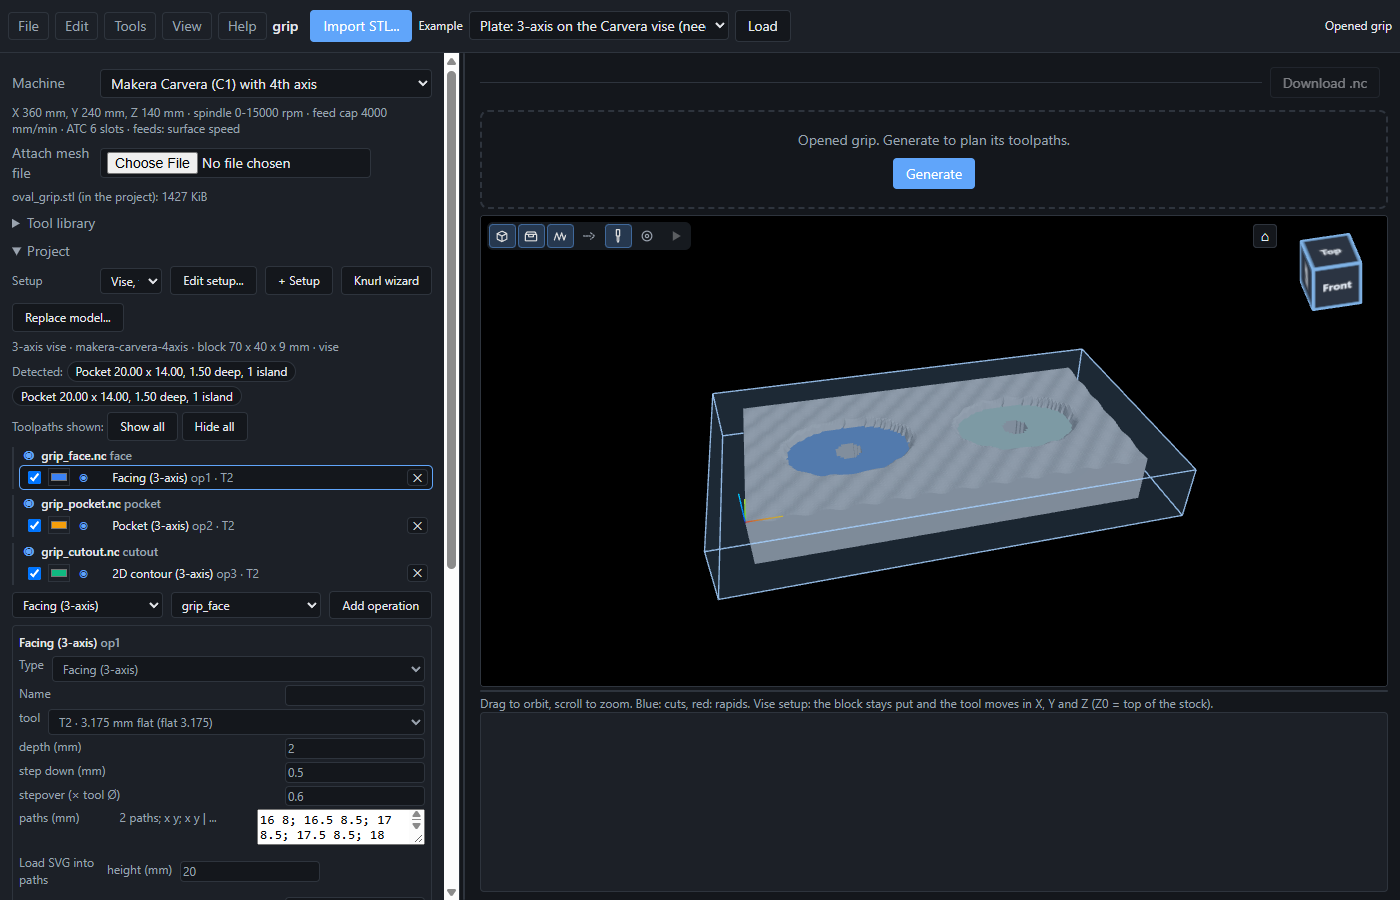 File Edit Tools View Help grip Import STL... Example Plate: 3-axis on the Carvera vise (nee Load Opened grip
Machine Makera Carvera (C1) with 4th axis
X 360 mm, Y 240 mm, Z 140 mm · spindle 0-15000 rpm · feed cap 4000
mm/min · ATC 6 slots · feeds: surface speed
Attach mesh
file
Choose File No file chosen
oval_grip.stl (in the project): 1427 KiB
Tool library
Project
Setup Vise, Edit setup... + Setup Knurl wizard
Replace model...
3-axis vise · makera-carvera-4axis · block 70 x 40 x 9 mm · vise
Detected: Pocket 20.00 x 14.00, 1.50 deep, 1 island
Pocket 20.00 x 14.00, 1.50 deep, 1 island
Toolpaths shown: Show all Hide all
grip_face.nc face
Facing (3-axis) op1 · T2
grip_pocket.nc pocket
Pocket (3-axis) op2 · T2
grip_cutout.nc cutout
2D contour (3-axis) op3 · T2
Facing (3-axis) grip_face Add operation
Facing (3-axis) op1
Type Facing (3-axis)
Name
tool T2 · 3.175 mm flat (flat 3.175)
depth (mm) 2
step down (mm) 0.5
stepover (× tool Ø) 0.6
paths (mm) 2 paths; x y; x y | ... 16 8; 16.5 8.5; 17
8.5; 17.5 8.5; 18
Load SVG into
paths
height (mm) 20
Download .nc
Opened grip. Generate to plan its toolpaths.
Generate
Top
Front
Drag to orbit, scroll to zoom. Blue: cuts, red: rapids. Vise setup: the block stays put and the tool moves in X, Y and Z (Z0 = top of the stock).